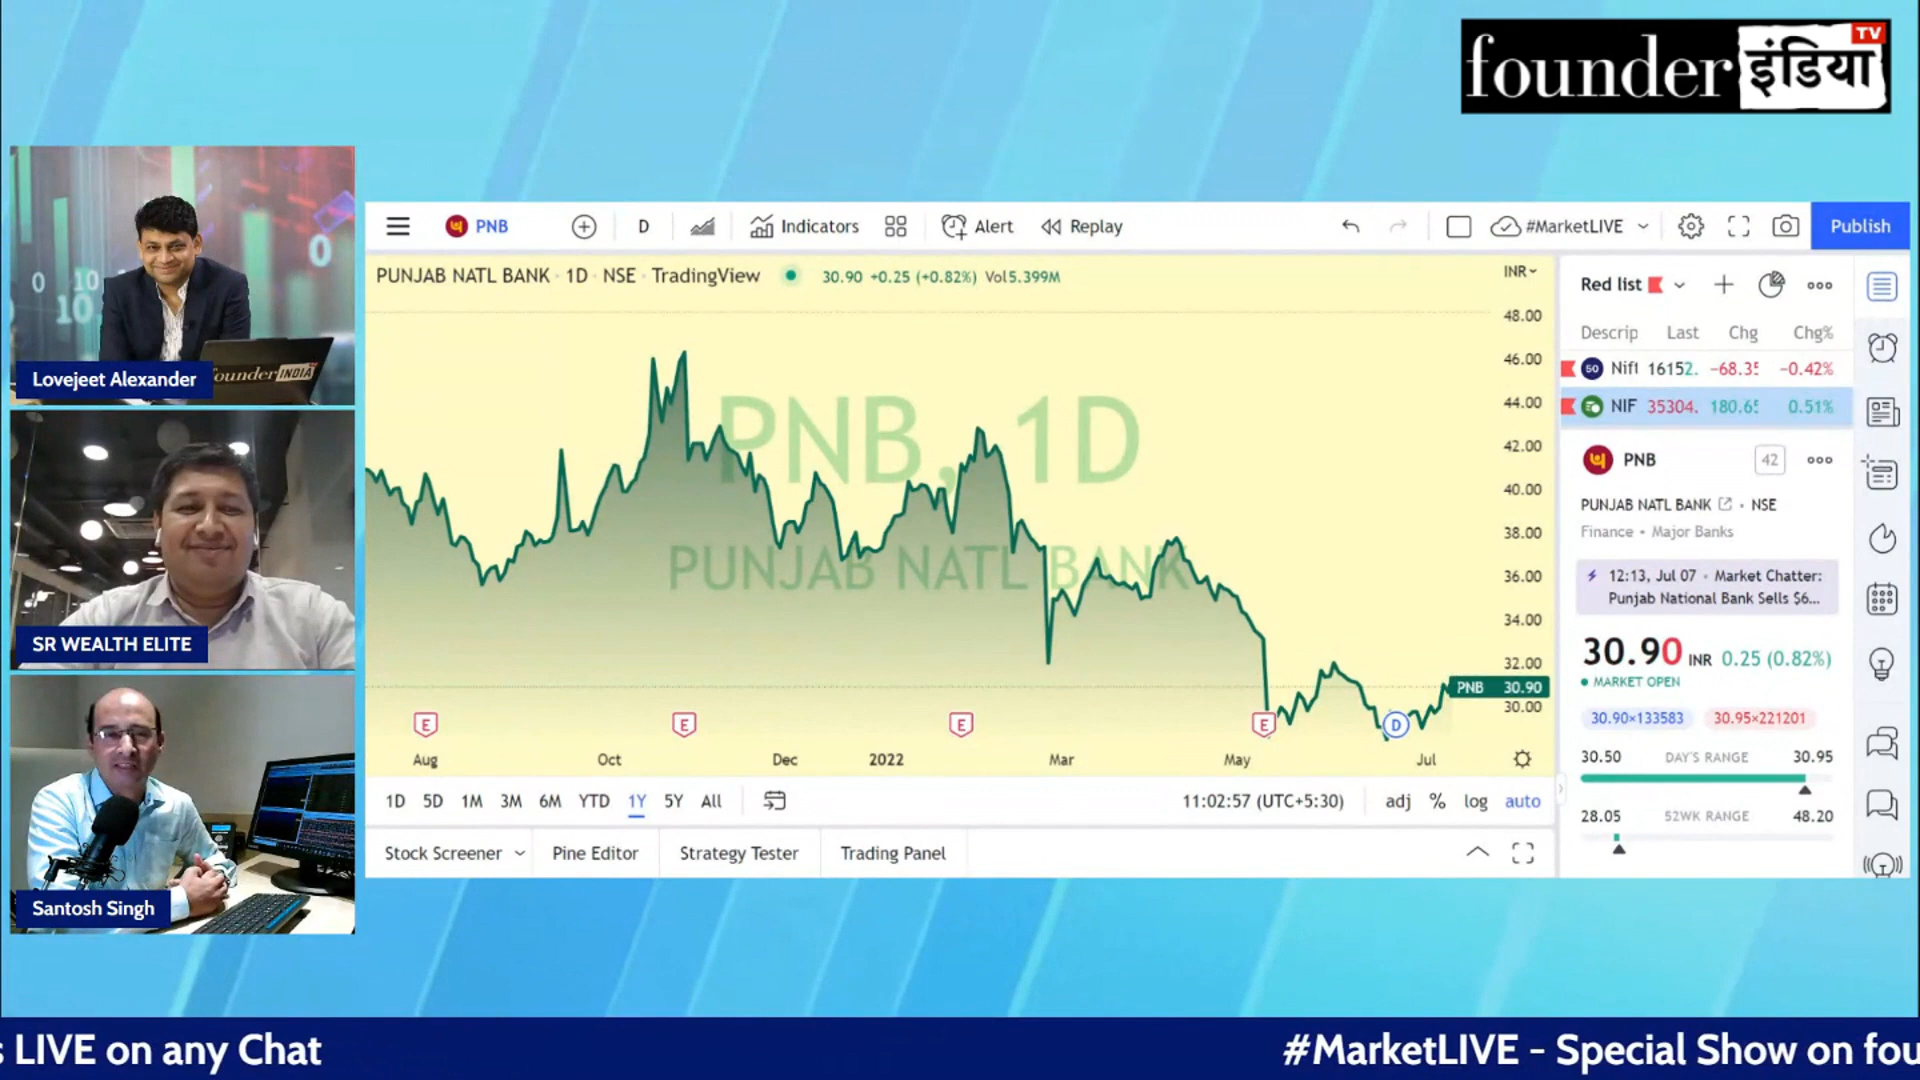 founder इंडिया TV
Lovejeet Alexander
founder INDIA
SR WEALTH ELITE
Santosh Singh
PNB D Indicators Alert Replay #MarketLIVE Publish
PUNJAB NATL BANK · 1D · NSE · TradingView 30.90 +0.25 (+0.82%) Vol5.399M
INR
PNB, 1D
PUNJAB NATL BANK
48.00
46.00
44.00
42.00
40.00
38.00
36.00
34.00
32.00
PNB 30.90
30.00
E E E E D
Aug Oct Dec 2022 Mar May Jul
1D 5D 1M 3M 6M YTD 1Y 5Y All 11:02:57 (UTC+5:30) adj % log auto
Stock Screener Pine Editor Strategy Tester Trading Panel
Red list
Descrip Last Chg Chg%
50 Nift 16152. −68.35 −0.42%
NIF 35304. 180.65 0.51%
PNB 42
PUNJAB NATL BANK · NSE
Finance · Major Banks
12:13, Jul 07 · Market Chatter:
Punjab National Bank Sells $6...
30.90 INR 0.25 (0.82%)
MARKET OPEN
30.90×133583 30.95×221201
30.50 DAY'S RANGE 30.95
28.05 52WK RANGE 48.20
s LIVE on any Chat #MarketLIVE - Special Show on fou